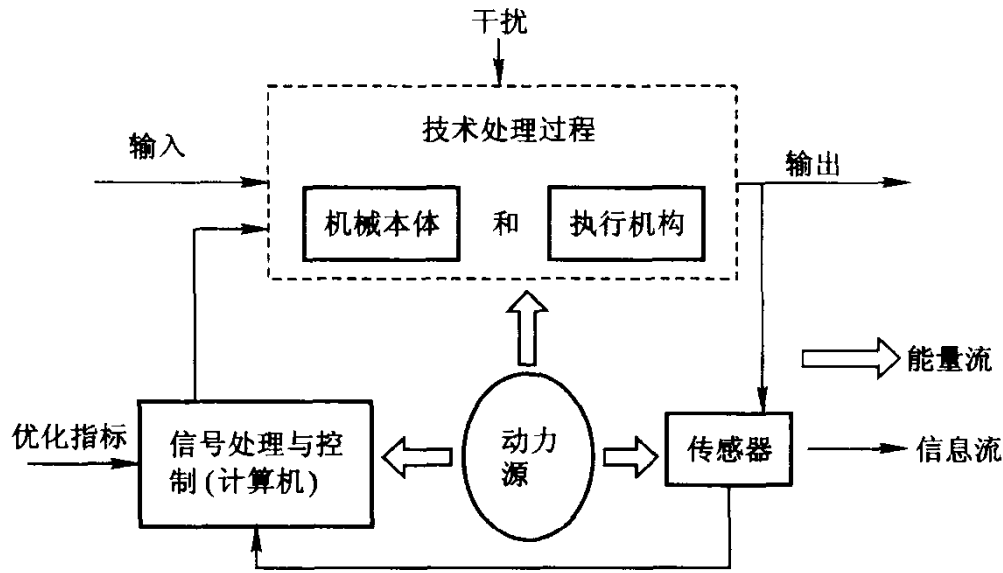 干扰
技术处理过程
输入
输出
机械本体
和
执行机构
能量流
优化指标
信号处理与控
制(计算机)
动力
源
传感器
信息流